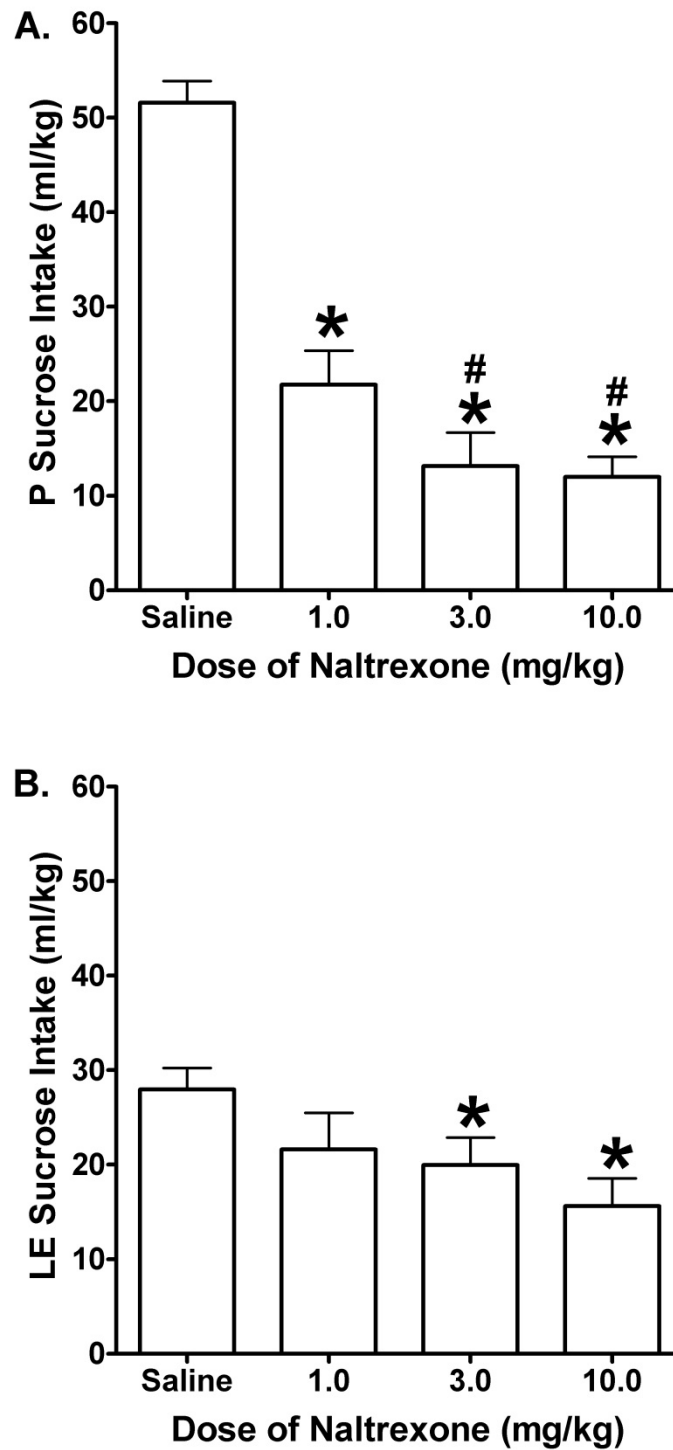 A.
P Sucrose Intake (ml/kg)
60
50
40
30
20
10
0
*
#
*
#
*
Saline 1.0 3.0 10.0
Dose of Naltrexone (mg/kg)
B.
LE Sucrose Intake (ml/kg)
60
50
40
30
20
10
0
*
*
Saline 1.0 3.0 10.0
Dose of Naltrexone (mg/kg)